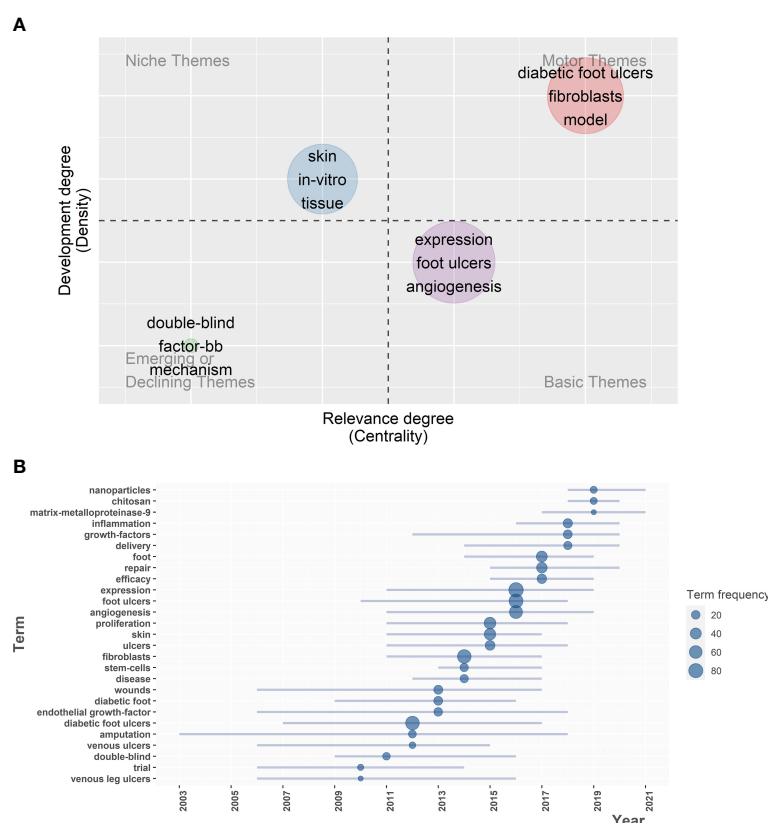 A
Niche Themes
Motor Themes
diabetic foot ulcers
fibroblasts
model
skin
in-vitro
tissue
expression
foot ulcers
angiogenesis
double-blind
factor-bb
mechanism
Emerging or
Declining Themes
Basic Themes
Development degree
(Density)
Relevance degree
(Centrality)
B
nanoparticles
chitosan
matrix-metalloproteinase-9
inflammation
growth-factors
delivery
foot
repair
efficacy
expression
foot ulcers
angiogenesis
proliferation
skin
ulcers
fibroblasts
stem-cells
disease
wounds
diabetic foot
endothelial growth-factor
diabetic foot ulcers
amputation
venous ulcers
double-blind
trial
venous leg ulcers
Term
2003
2005
2007
2009
2011
2013
2015
2017
2019
2021
Year
Term frequency
20
40
60
80